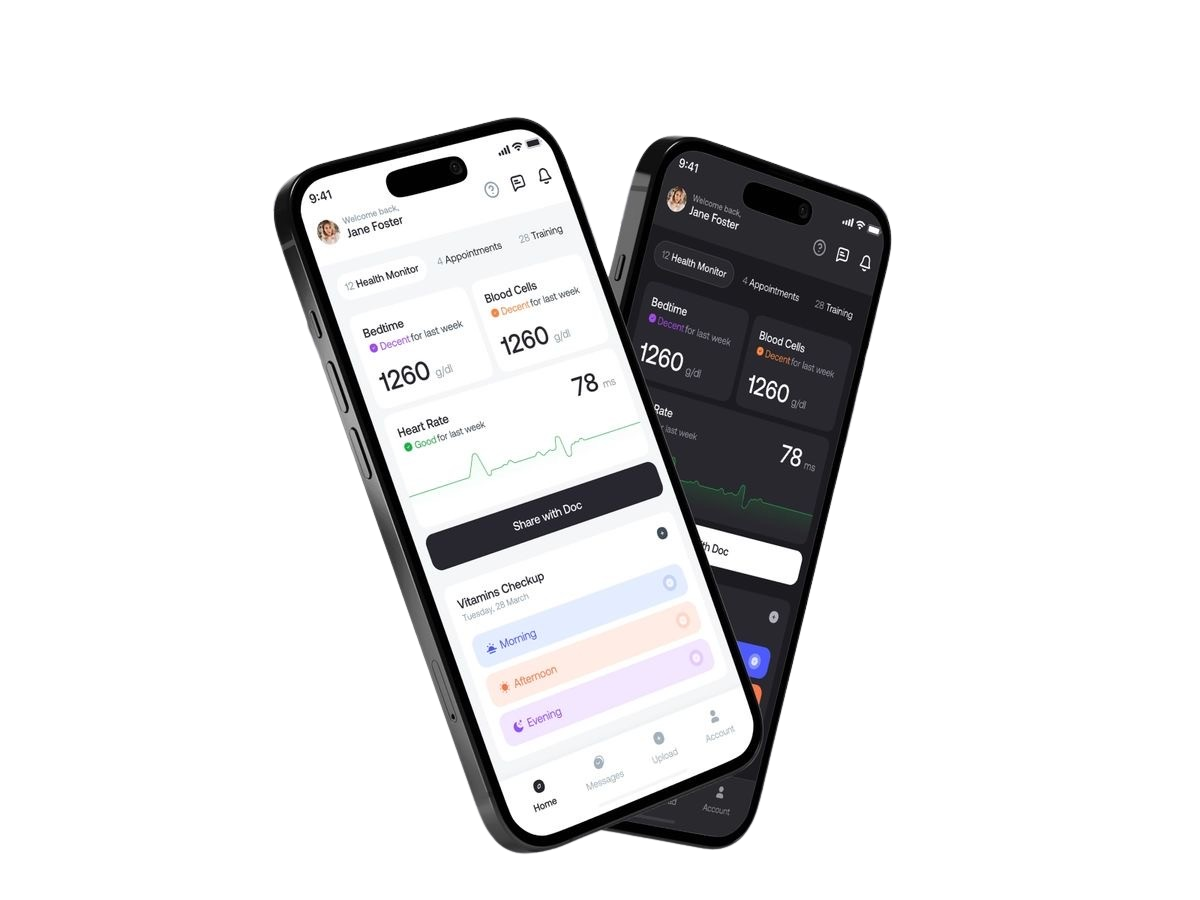 9:41
Welcome back,
Jane Foster
12 Health Monitor
4 Appointments
28 Training
Bedtime
Decent for last week
1260 g/dl
Blood Cells
Decent for last week
1260 g/dl
Heart Rate
Good for last week
78 ms
Share with Doc
Vitamins Checkup
Tuesday, 28 March
Morning
Afternoon
Evening
Home
Messages
Upload
Account
9:41
Welcome back,
Jane Foster
12 Health Monitor
4 Appointments
28 Training
Bedtime
Decent for last week
1260 g/dl
Blood Cells
Decent for last week
1260 g/dl
Rate
last week
78 ms
Doc
Account